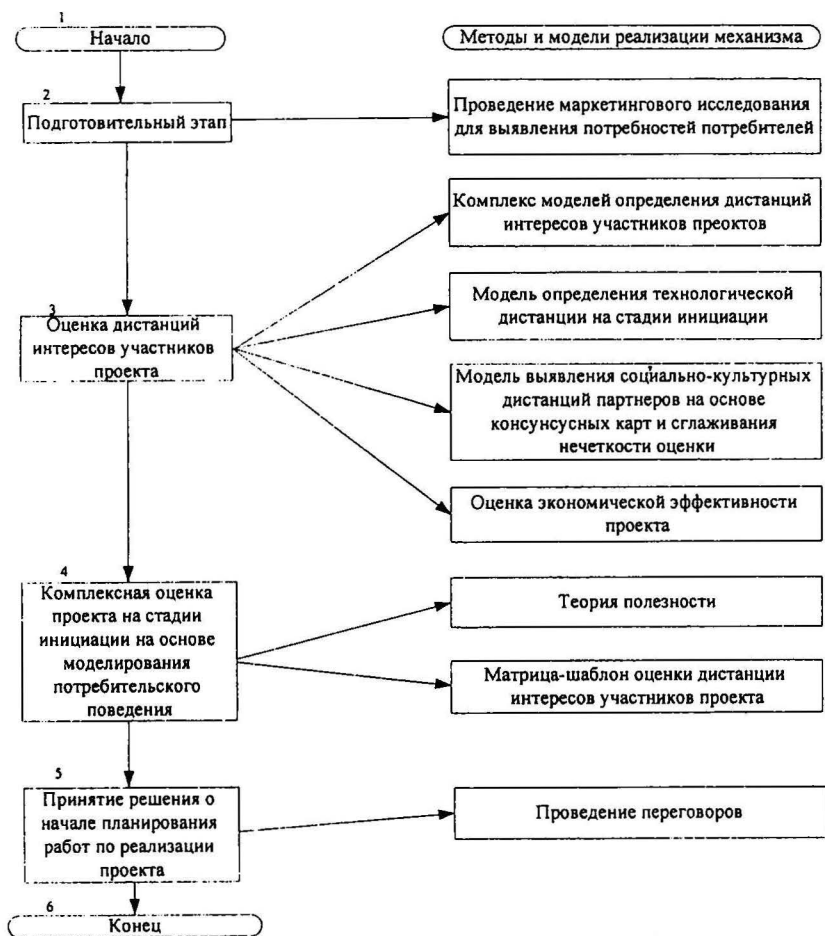 1
Начало
Методы и модели реализации механизма
2
Подготовительный этап
Проведение маркетингового исследования
для выявления потребностей потребителей
Комплекс моделей определения дистанций
интересов участников преоктов
3
Оценка дистанций
интересов участников
проекта
Модель определения технологической
дистанции на стадии инициации
Модель выявления социально-культурных
дистанций партнеров на основе
консунсусных карт и сглаживания
нечеткости оценки
Оценка экономической эффективности
проекта
4
Комплексная оценка
проекта на стадии
инициации на основе
моделирования
потребительского
поведения
Теория полезности
Матрица-шаблон оценки дистанции
интересов участников проекта
5
Принятие решения о
начале планирования
работ по реализации
проекта
Проведение переговоров
6
Конец